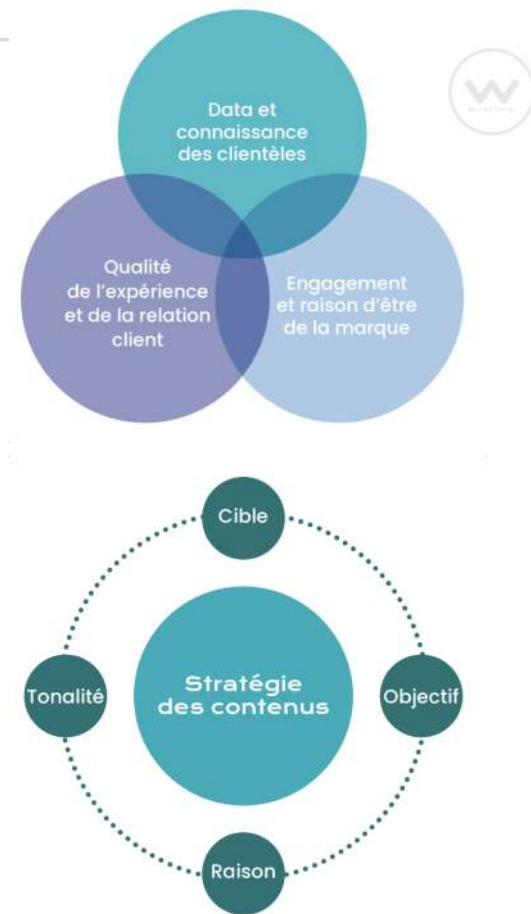 Data et
connaissance
des clientèles
Qualité
de l'expérience
et de la relation
client
Engagement
et raison d'être
de la marque
Cible
Tonalité
Stratégie
des contenus
Objectif
Raison